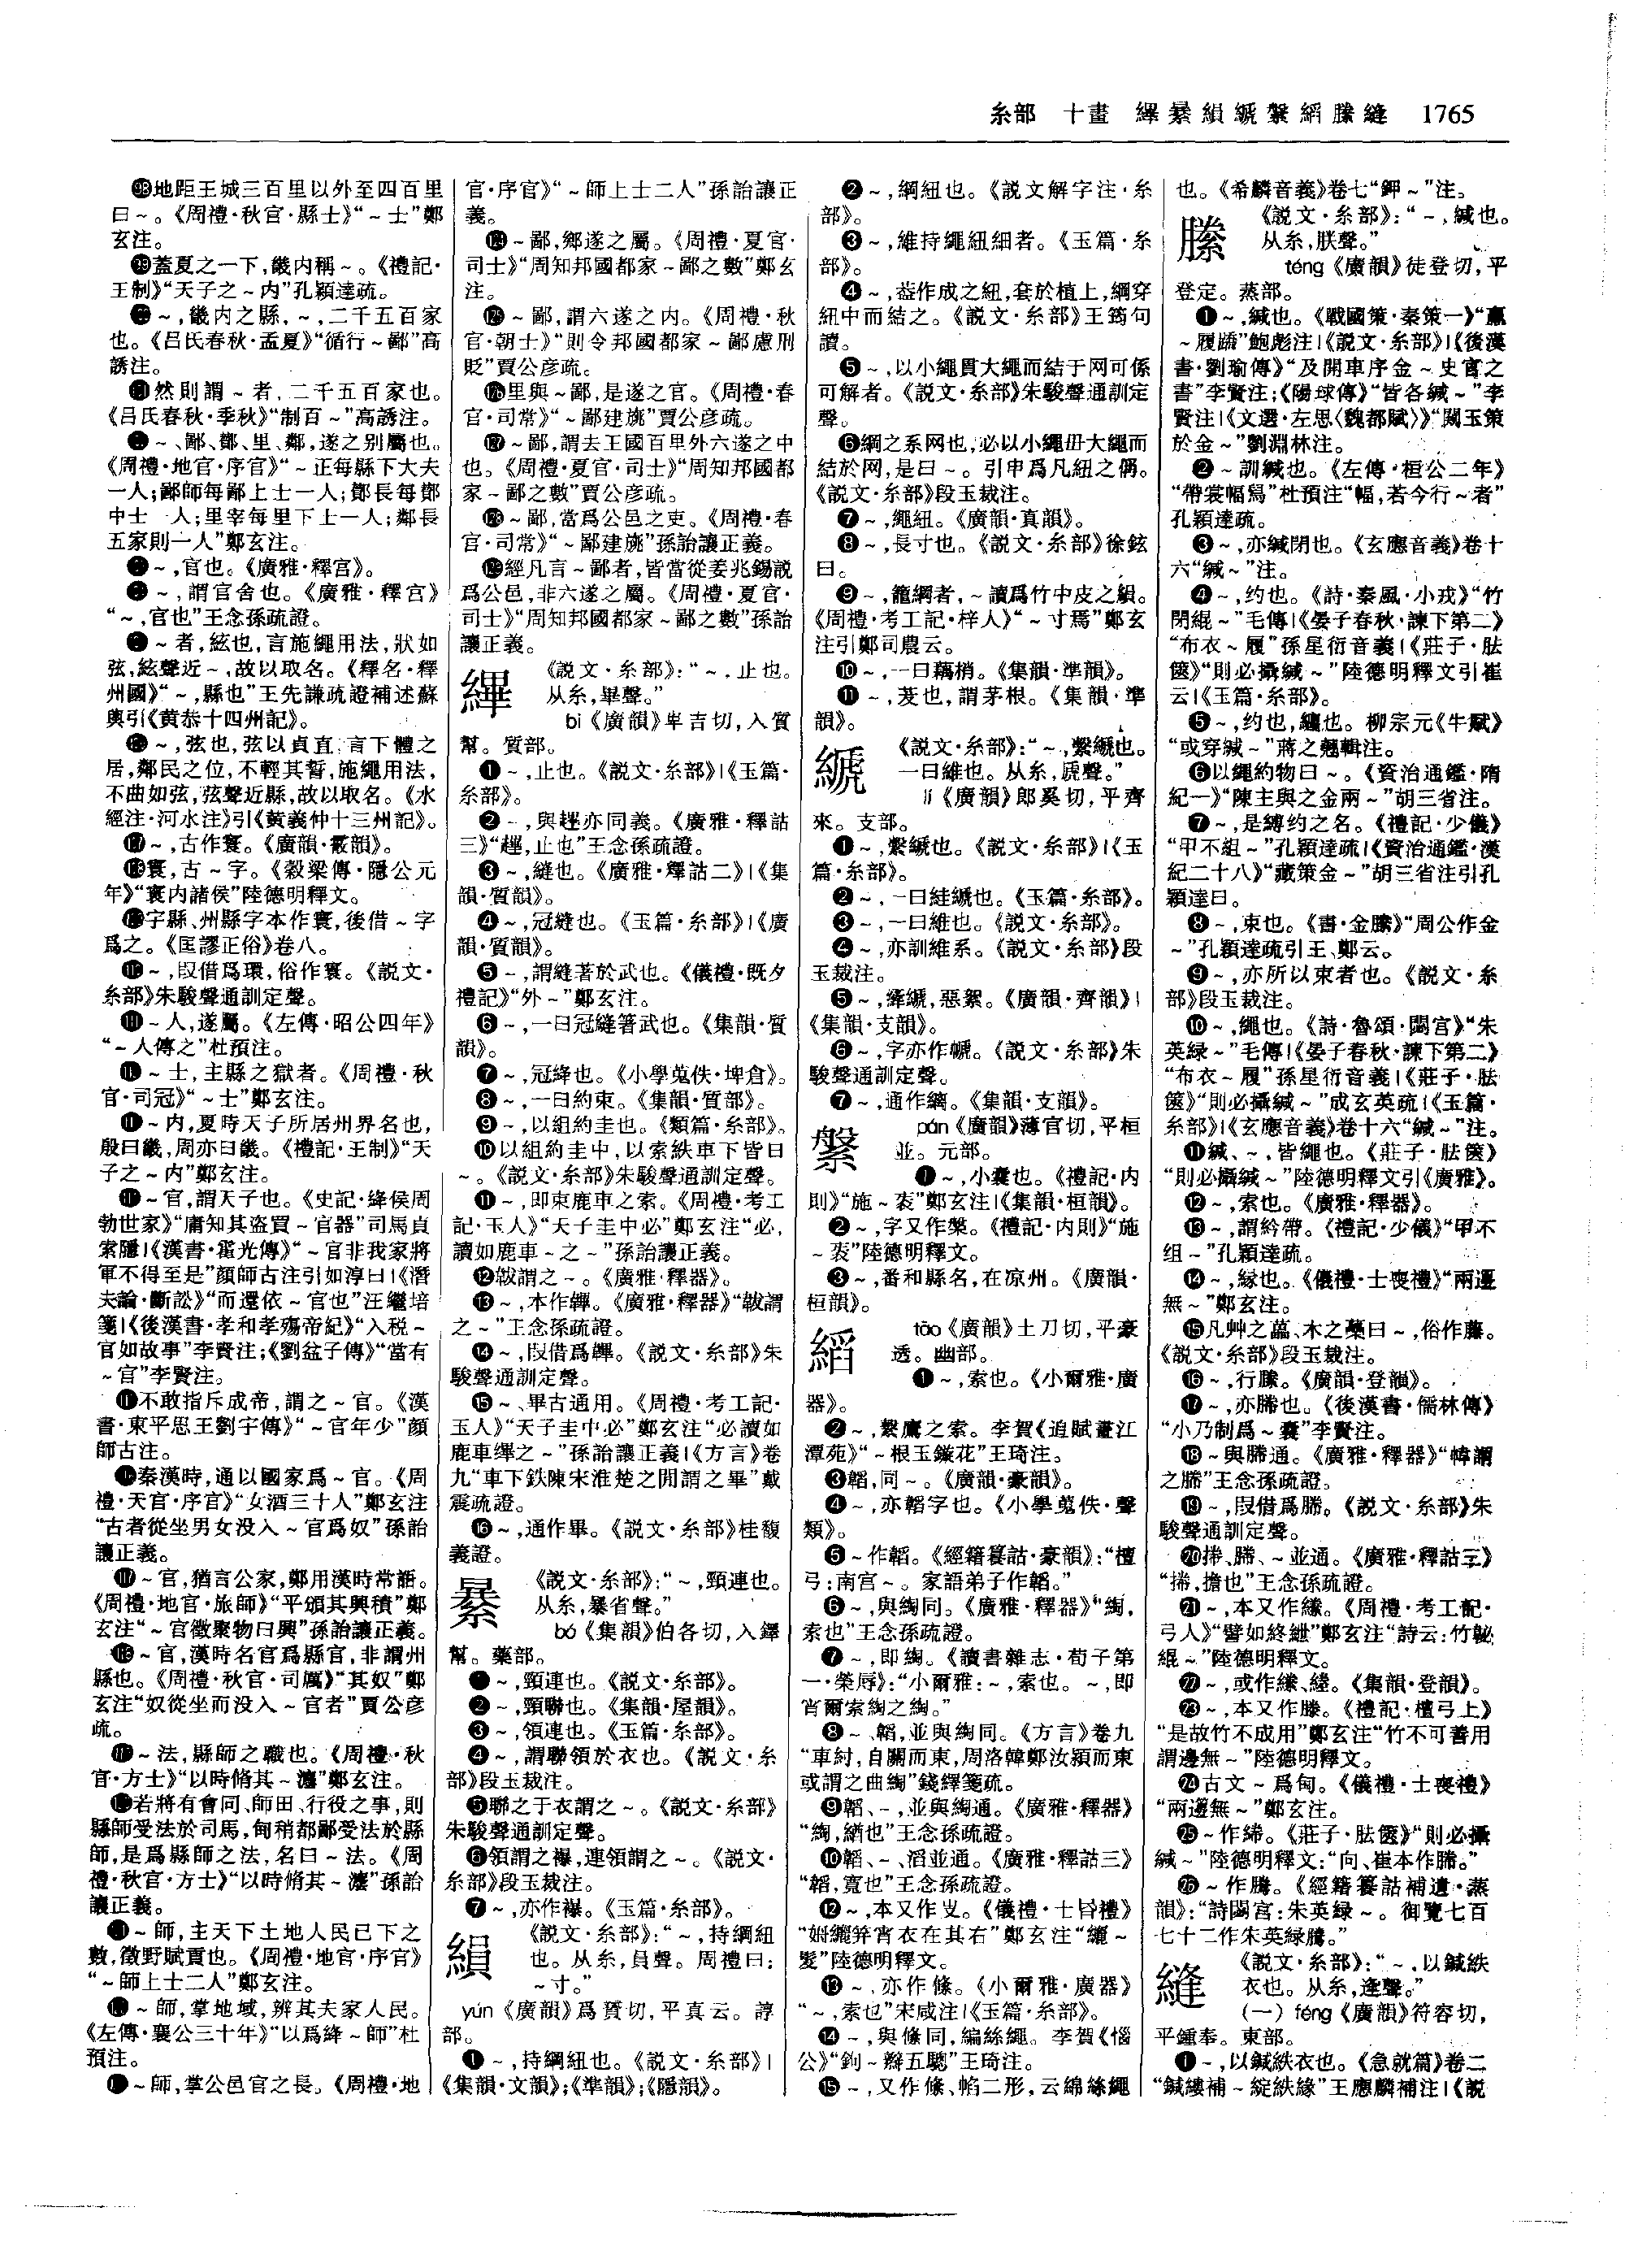 糸部 十畫 縪㬥縜縗縏縚縢縫 1765
㊳地距王城三百里以外至四百里
曰～。《周禮·秋官·縣士》“～士”鄭
玄注。
蓋夏之一下,畿内稱～。《禮記·
王制》“天子之～内”孔穎達疏。
～,畿内之縣,～,二千五百家
也。《吕氏春秋·孟夏》“循行～鄙”高
誘注。
然則謂～者,二千五百家也。
《吕氏春秋·季秋》“制百～”高誘注。
～、鄙、酇、里、鄰,遂之别屬也。
《周禮·地官·序官》“～正每縣下大夫
一人;鄙師每鄙上士一人;酇長每酇
中士一人;里宰每里下士一人;鄰長
五家則一人”鄭玄注。
～,官也。《廣雅·釋宫》。
～,謂官舍也。《廣雅·釋宫》
“～,官也”王念孫疏證。
～者,絃也,言施繩用法,狀如
弦,絃聲近～,故以取名。《釋名·釋
州國》“～,縣也”王先謙疏證補述蘇
輿引《黄恭十四州記》。
～,弦也,弦以貞直,言下體之
居,鄰民之位,不輕其誓,施繩用法,
不曲如弦,弦聲近縣,故以取名。《水
經注·河水注》引《黄義仲十三州記》。
～,古作寰。《廣韻·霰韻》。
寰,古～字。《穀梁傳·隱公元
年》“寰内諸侯”陸德明釋文。
宇縣、州縣字本作寰,後借～字
爲之。《匡謬正俗》卷八。
～,叚借爲環,俗作寰。《説文·
糸部》朱駿聲通訓定聲。
～人,遂屬。《左傳·昭公四年》
“～人傳之”杜預注。
～士,主縣之獄者。《周禮·秋
官·司寇》“～士”鄭玄注。
～内,夏時天子所居州界名也,
殷曰畿,周亦曰畿。《禮記·王制》“天
子之～内”鄭玄注。
～官,謂天子也。《史記·絳侯周
勃世家》“庸知其盗買～官器”司馬貞
索隱|《漢書·霍光傳》“～官非我家將
軍不得至是”顔師古注引如淳曰|《潛
夫論·斷訟》“而還依～官也”汪繼培
箋|《後漢書·孝和孝殤帝紀》“入税～
官如故事”李賢注;《劉盆子傳》“當有
～官”李賢注。
不敢指斥成帝,謂之～官。《漢
書·東平思王劉宇傳》“～官年少”顔
師古注。
秦漢時,通以國家爲～官。《周
禮·天官·序官》“女酒三十人”鄭玄注
“古者從坐男女没入～官爲奴”孫詒
讓正義。
～官,猶言公家,鄭用漢時常語。
《周禮·地官·旅師》“平頒其興積”鄭
玄注“～官徵聚物曰興”孫詒讓正義。
～官,漢時名官爲縣官,非謂州
縣也。《周禮·秋官·司厲》“其奴”鄭
玄注“奴從坐而没入～官者”賈公彦
疏。
～法,縣師之職也。《周禮·秋
官·方士》“以時脩其～灋”鄭玄注。
若將有會同、師田、行役之事,則
縣師受法於司馬,甸稍都鄙受法於縣
師,是爲縣師之法,名曰～法。《周
禮·秋官·方士》“以時脩其～灋”孫詒
讓正義。
～師,主天下土地人民已下之
數,徵野賦貢也。《周禮·地官·序官》
“～師上士二人”鄭玄注。
～師,掌地域,辨其夫家人民。
《左傳·襄公三十年》“以爲絳～師”杜
預注。
～師,掌公邑官之長。《周禮·地
官·序官》“～師上士二人”孫詒讓正
義。
～鄙,鄉遂之屬。《周禮·夏官·
司士》“周知邦國都家～鄙之數”鄭玄
注。
～鄙,謂六遂之内。《周禮·秋
官·朝士》“則令邦國都家～鄙慮刑
貶”賈公彦疏。
里與～鄙,是遂之官。《周禮·春
官·司常》“～鄙建旐”賈公彦疏。
～鄙,謂去王國百里外六遂之中
也。《周禮·夏官·司士》“周知邦國都
家～鄙之數”賈公彦疏。
～鄙,當爲公邑之吏。《周禮·春
官·司常》“～鄙建旐”孫詒讓正義。
經凡言～鄙者,皆當從姜兆錫説
爲公邑,非六遂之屬。《周禮·夏官·
司士》“周知邦國都家～鄙之數”孫詒
讓正義。
縪 《説文·糸部》:“～,止也。
从糸,畢聲。”
bì《廣韻》卑吉切,入質
幫。質部。
❶～,止也。《説文·糸部》|《玉篇·
糸部》。
❷～,與趩亦同義。《廣雅·釋詁
三》“趩,止也”王念孫疏證。
❸～,縫也。《廣雅·釋詁二》|《集
韻·質韻》。
❹～,冠縫也。《玉篇·糸部》|《廣
韻·質韻》。
❺～,謂縫著於武也。《儀禮·既夕
禮記》“外～”鄭玄注。
❻～,一曰冠縫箸武也。《集韻·質
韻》。
❼～,冠絳也。《小學蒐佚·埤倉》。
❽～,一曰約束。《集韻·質部》。
❾～,以組約圭也。《類篇·糸部》。
❿以組約圭中,以索紩車下皆曰
～。《説文·糸部》朱駿聲通訓定聲。
⓫～,即束鹿車之索。《周禮·考工
記·玉人》“天子圭中必”鄭玄注“必,
讀如鹿車～之～”孫詒讓正義。
⓬韍謂之～。《廣雅·釋器》。
⓭～,本作韠。《廣雅·釋器》“韍謂
之～”王念孫疏證。
⓮～,叚借爲韠。《説文·糸部》朱
駿聲通訓定聲。
⓯～、畢古通用。《周禮·考工記·
玉人》“天子圭中必”鄭玄注“必讀如
鹿車縪之～”孫詒讓正義|《方言》卷
九“車下鉄陳宋淮楚之閒謂之畢”戴
震疏證。
⓰～,通作畢。《説文·糸部》桂馥
義證。
㬥 《説文·糸部》:“～,頸連也。
从糸,暴省聲。”
bó《集韻》伯各切,入鐸
幫。藥部。
❶～,頸連也。《説文·糸部》。
❷～,頸聯也。《集韻·屋韻》。
❸～,領連也。《玉篇·糸部》。
❹～,謂聯領於衣也。《説文·糸
部》段玉裁注。
❺聯之于衣謂之～。《説文·糸部》
朱駿聲通訓定聲。
❻領謂之襮,連領謂之～。《説文·
糸部》段玉裁注。
❼～,亦作襮。《玉篇·糸部》。
縜 《説文·糸部》:“～,持綱紐
也。从糸,員聲。周禮曰:
～寸。”
yún《廣韻》爲贇切,平真云。諄
部。
❶～,持綱紐也。《説文·糸部》|
《集韻·文韻》;《準韻》;《隱韻》。
❷～,綱紐也。《説文解字注·糸
部》。
❸～,維持繩紐細者。《玉篇·糸
部》。
❹～,葢作成之紐,套於植上,綱穿
紐中而結之。《説文·糸部》王筠句
讀。
❺～,以小繩貫大繩而結于网可係
可解者。《説文·糸部》朱駿聲通訓定
聲。
❻綱之系网也,必以小繩毌大繩而
結於网,是曰～。引申爲凡紐之偁。
《説文·糸部》段玉裁注。
❼～,繩紐。《廣韻·真韻》。
❽～,長寸也。《説文·糸部》徐鉉
曰。
❾～,籠綱者,～讀爲竹中皮之縜。
《周禮·考工記·梓人》“～寸焉”鄭玄
注引鄭司農云。
❿～,一曰藕梢。《集韻·準韻》。
⓫～,茇也,謂茅根。《集韻·準
韻》。
《説文·糸部》:“～,繫也。
一曰維也。从糸,虒聲。”
lí《廣韻》郎奚切,平齊
來。支部。
❶～,繫也。《説文·糸部》|《玉
篇·糸部》。
❷～,一曰絓也。《玉篇·糸部》。
❸～,一曰維也。《説文·糸部》。
❹～,亦訓維系。《説文·糸部》段
玉裁注。
❺～,惡絮。《廣韻·齊韻》|
《集韻·支韻》。
❻～,字亦作。《説文·糸部》朱
駿聲通訓定聲。
❼～,通作縭。《集韻·支韻》。
縏 pán《廣韻》薄官切,平桓
並。元部。
❶～,小囊也。《禮記·内
則》“施～袠”鄭玄注|《集韻·桓韻》。
❷～,字又作槃。《禮記·内則》“施
～袠”陸德明釋文。
❸～,番和縣名,在凉州。《廣韻·
桓韻》。
縚 tāo《廣韻》土刀切,平豪
透。幽部。
❶～,索也。《小爾雅·廣
器》。
❷～,繫鷹之索。李賀《追賦畫江
潭苑》“～根玉鏇花”王琦注。
❸韜,同～。《廣韻·豪韻》。
❹～,亦韜字也。《小學蒐佚·聲
類》。
❺～作韜。《經籍籑詁·豪韻》:“檀
弓:南宫～。家語弟子作韜。”
❻～,與綯同。《廣雅·釋器》“綯,
索也”王念孫疏證。
❼～,即綯。《讀書雜志·荀子第
一·榮辱》:“小爾雅:～,索也。～,即
宵爾索綯之綯。”
❽～、韜,並與綯同。《方言》卷九
“車紂,自關而東,周洛韓鄭汝潁而東
或謂之曲綯”錢繹箋疏。
❾韜、～,並與綯通。《廣雅·釋器》
“綯,緧也”王念孫疏證。
❿韜、～、滔並通。《廣雅·釋詁三》
“韜,寬也”王念孫疏證。
⓬～,本又作㕛。《儀禮·士昏禮》
“姆纚笄宵衣在其右”鄭玄注“纚～
髮”陸德明釋文。
⓭～,亦作絛。《小爾雅·廣器》
“～,索也”宋咸注|《玉篇·糸部》。
⓮～,與絛同,編絲繩。李賀《惱
公》“鉤～辮五驄”王琦注。
⓯～,又作絛、幍二形,云綿絲繩
也。《希麟音義》卷七“鉀～”注。
縢 《説文·糸部》:“～,緘也。
从糸,朕聲。”
téng《廣韻》徒登切,平
登定。蒸部。
❶～,緘也。《戰國策·秦策一》“羸
～履蹻”鮑彪注|《説文·糸部》|《後漢
書·劉瑜傳》“及開東序金～史官之
書”李賢注;《陽球傳》“皆各緘～”李
賢注|《文選·左思〈魏都賦〉》“闚玉策
於金～”劉淵林注。
❷～訓緘也。《左傳·桓公二年》
“帶裳幅舄”杜預注“幅,若今行～者”
孔穎達疏。
❸～,亦緘閉也。《玄應音義》卷十
六“緘～”注。
❹～,约也。《詩·秦風·小戎》“竹
閉緄～”毛傳|《晏子春秋·諫下第二》
“布衣～履”孫星衍音義|《莊子·胠
篋》“則必攝緘～”陸德明釋文引崔
云|《玉篇·糸部》。
❺～,约也,纏也。柳宗元《牛賦》
“或穿緘～”蔣之翹輯注。
❻以繩約物曰～。《資治通鑑·隋
紀一》“陳主與之金兩～”胡三省注。
❼～,是縛约之名。《禮記·少儀》
“甲不組～”孔穎達疏|《資治通鑑·漢
紀二十八》“藏策金～”胡三省注引孔
穎達曰。
❽～,束也。《書·金縢》“周公作金
～”孔穎達疏引王、鄭云。
❾～,亦所以束者也。《説文·糸
部》段玉裁注。
❿～,繩也。《詩·魯頌·閟宫》“朱
英緑～”毛傳|《晏子春秋·諫下第二》
“布衣～履”孫星衍音義|《莊子·胠
篋》“則必攝緘～”成玄英疏|《玉篇·
糸部》|《玄應音義》卷十六“緘～”注。
⓫緘、～,皆繩也。《莊子·胠篋》
“則必攝緘～”陸德明釋文引《廣雅》。
⓬～,索也。《廣雅·釋器》。
⓭～,謂紟帶。《禮記·少儀》“甲不
组～”孔穎達疏。
⓮～,緣也。《儀禮·士喪禮》“兩籩
無～”鄭玄注。
⓯凡艸之藟、木之虆曰～,俗作藤。
《説文·糸部》段玉裁注。
⓰～,行縢。《廣韻·登韻》。
⓱～,亦幐也。《後漢書·儒林傳》
“小乃制爲～囊”李賢注。
⓲～與幐通。《廣雅·釋器》“幃謂
之幐”王念孫疏證。
⓳～,叚借爲幐。《説文·糸部》朱
駿聲通訓定聲。
⓴捲、幐、～並通。《廣雅·釋詁三》
“捲,擔也”王念孫疏證。
㉑～,本又作。《周禮·考工記·
弓人》“譬如終紲”鄭玄注“詩云:竹䪐
緄～”陸德明釋文。
㉒～,或作、。《集韻·登韻》。
㉓～,本又作滕。《禮記·檀弓上》
“是故竹不成用”鄭玄注“竹不可善用
謂邊無～”陸德明釋文。
㉔古文～爲甸。《儀禮·士喪禮》
“兩籩無～”鄭玄注。
㉕～作幐。《莊子·胠篋》“則必攝
緘～”陸德明釋文:“向、崔本作幐。”
㉖～作騰。《經籍籑詁補遺·蒸
韻》:“詩閟宫:朱英緑～。御覽七百
七十二作朱英緑騰。”
縫 《説文·糸部》:“～,以鍼紩
衣也。从糸,逢聲。”
(一)féng《廣韻》符容切,
平鍾奉。東部。
❶～,以鍼紩衣也。《急就篇》卷二
“鍼縷補～綻紩緣”王應麟補注|《説